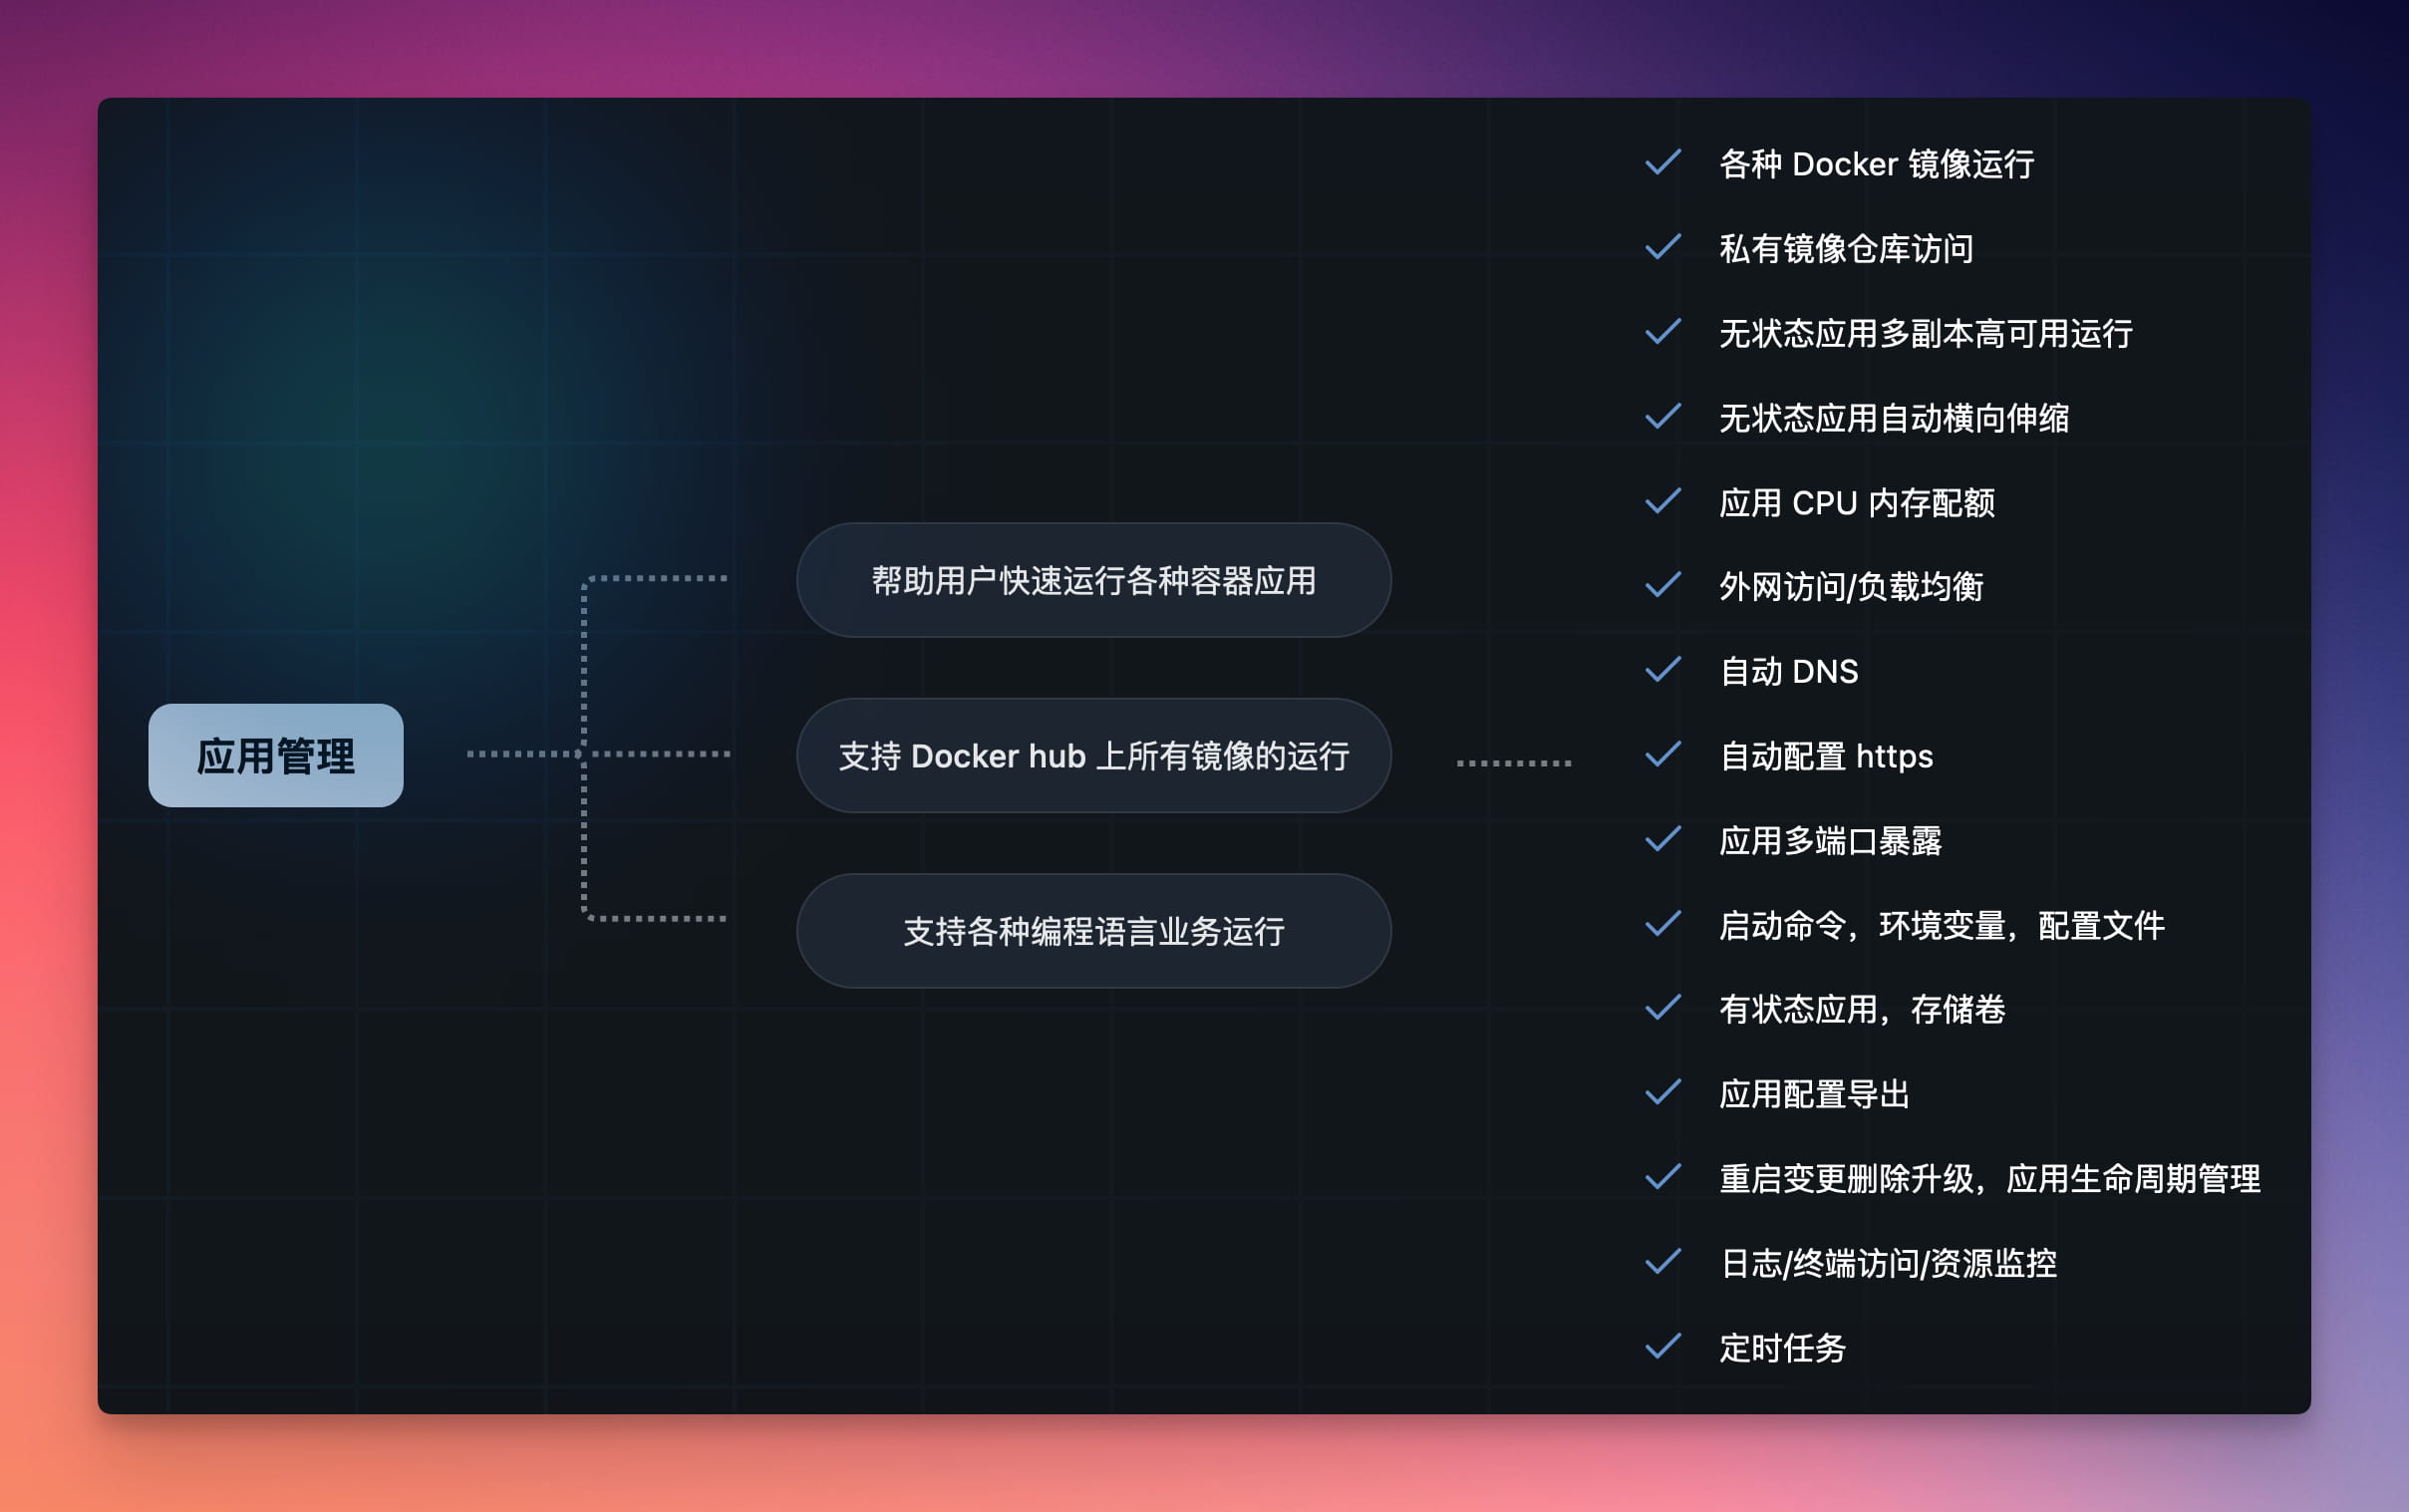 应用管理
帮助用户快速运行各种容器应用
支持 Docker hub 上所有镜像的运行
支持各种编程语言业务运行
各种 Docker 镜像运行
私有镜像仓库访问
无状态应用多副本高可用运行
无状态应用自动横向伸缩
应用 CPU 内存配额
外网访问/负载均衡
自动 DNS
自动配置 https
应用多端口暴露
启动命令，环境变量，配置文件
有状态应用，存储卷
应用配置导出
重启变更删除升级，应用生命周期管理
日志/终端访问/资源监控
定时任务